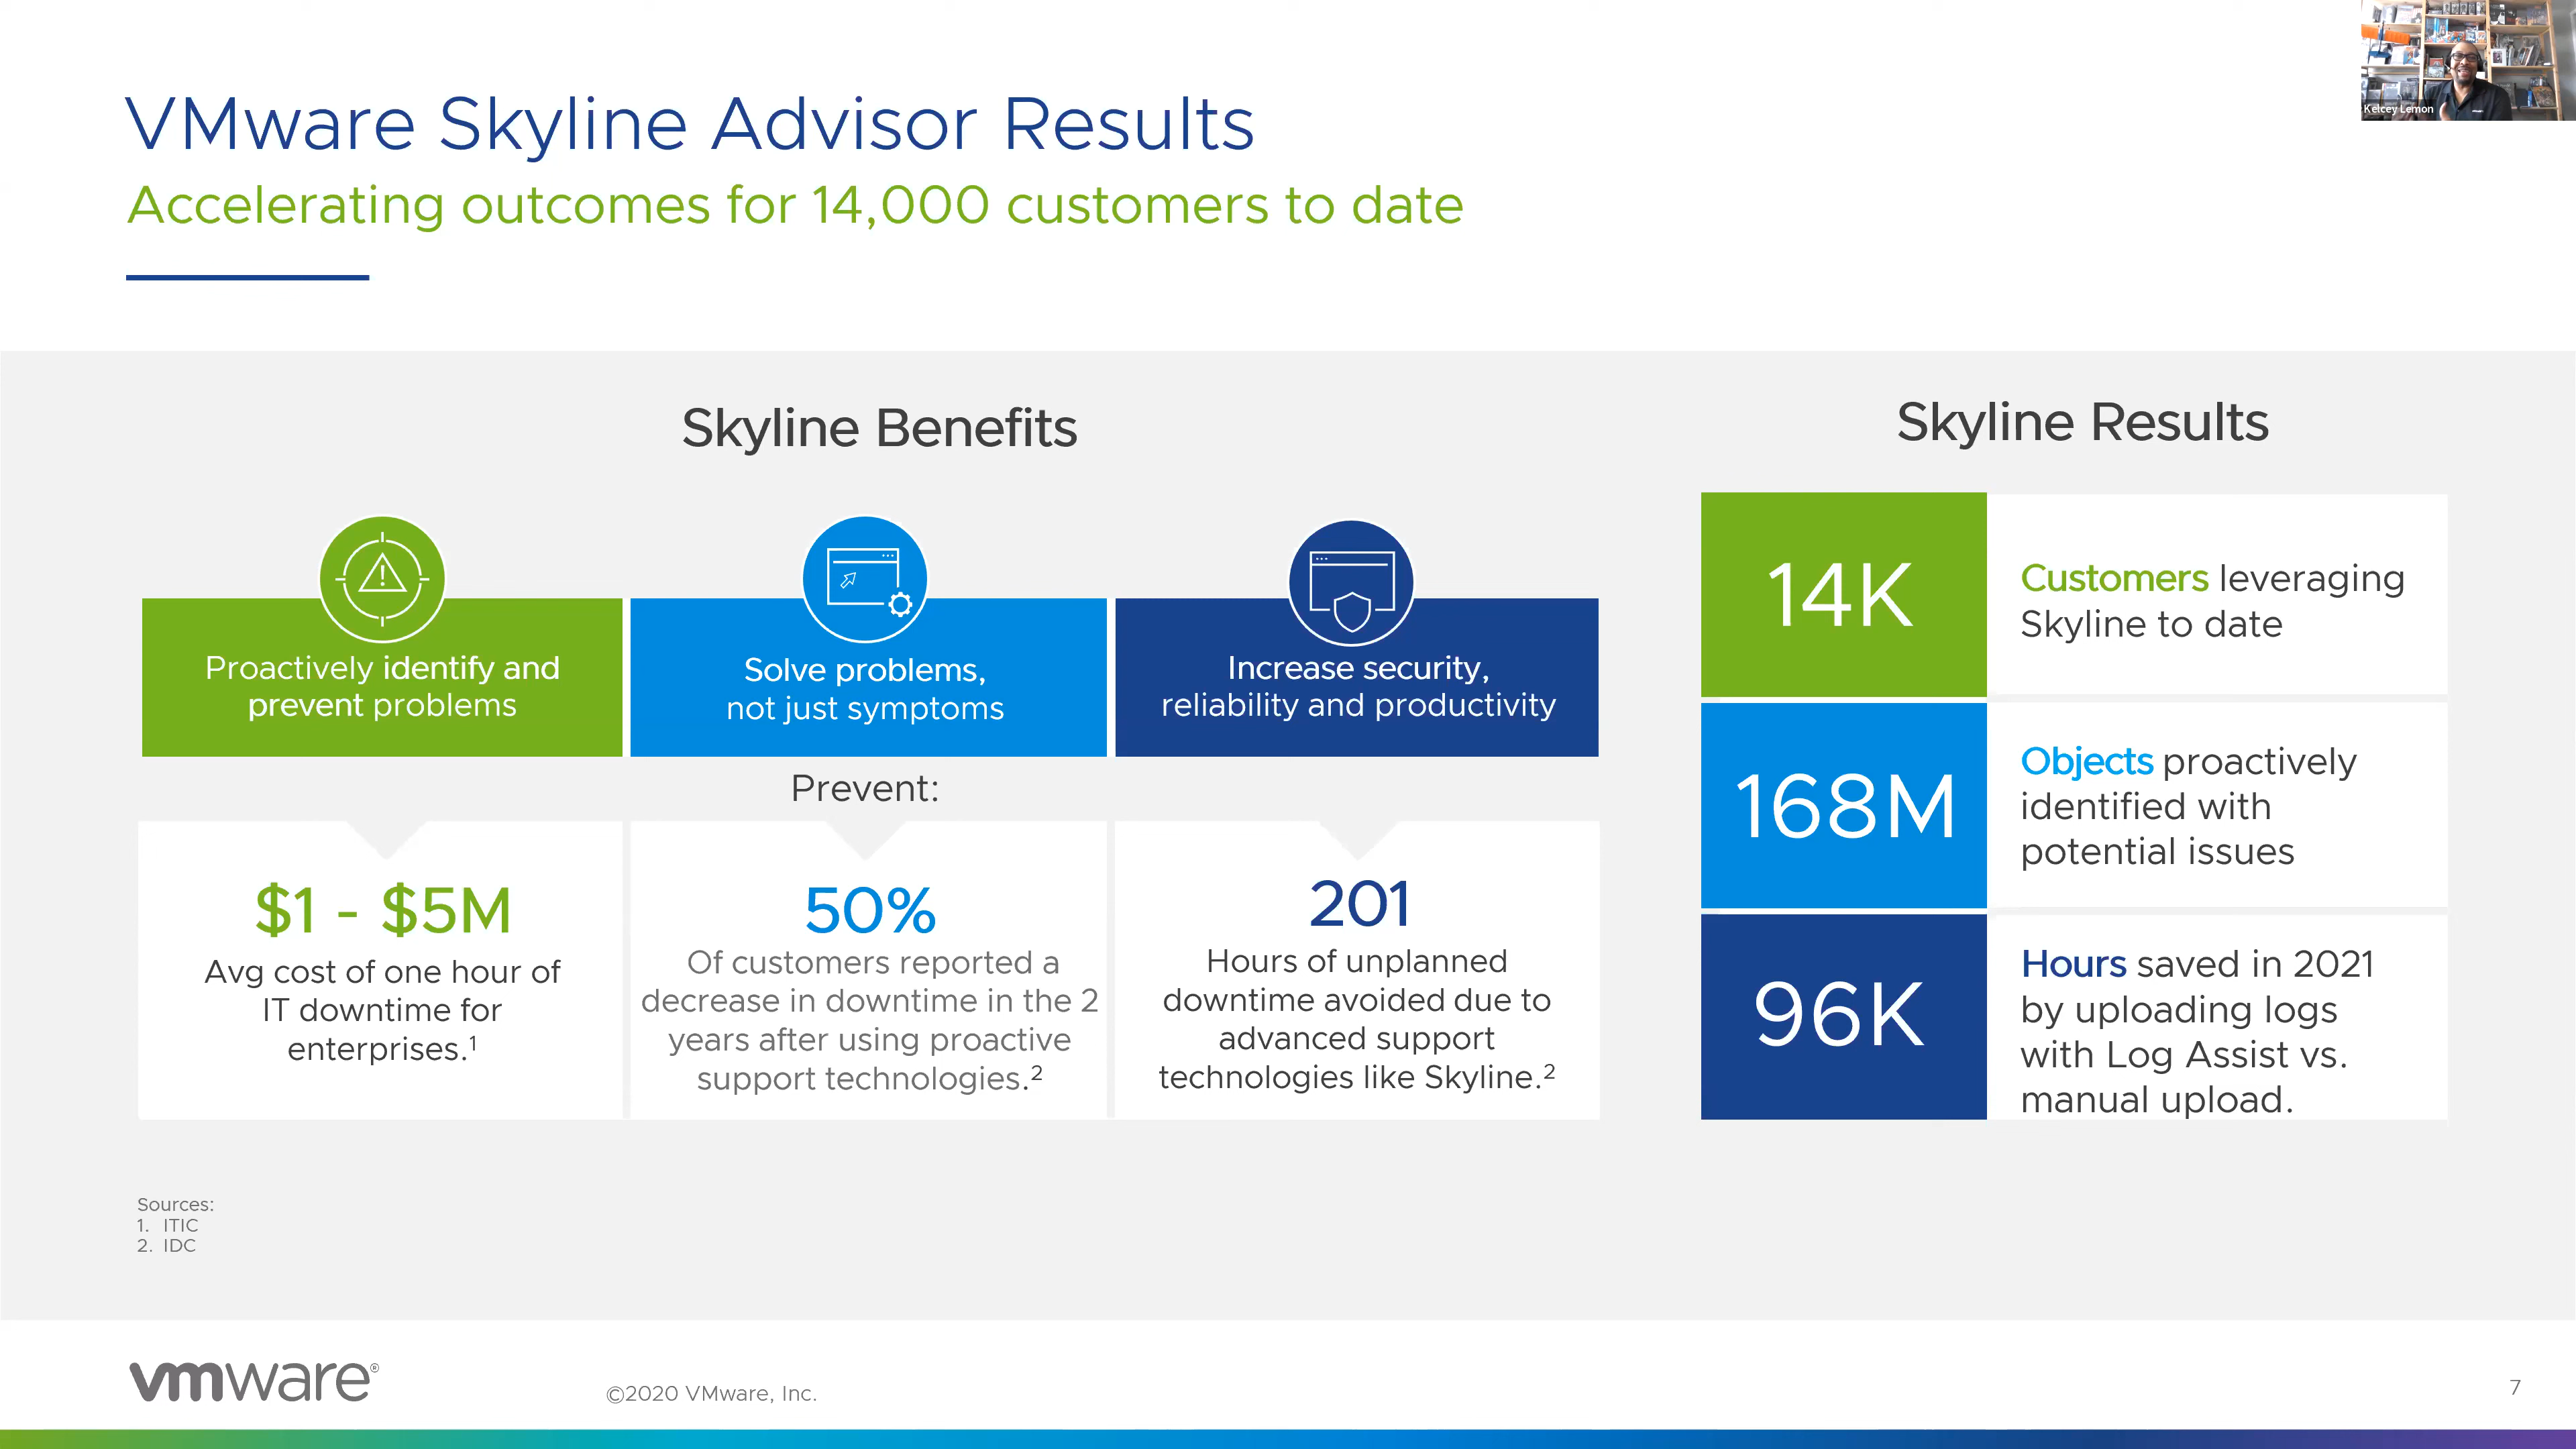 VMware Skyline Advisor Results
Accelerating outcomes for 14,000 customers to date
Kelcey Lemon
Skyline Benefits
Proactively identify and
prevent problems
Solve problems,
not just symptoms
Increase security,
reliability and productivity
Prevent:
$1 - $5M
Avg cost of one hour of
IT downtime for
enterprises.1
50%
Of customers reported a
decrease in downtime in the 2
years after using proactive
support technologies.2
201
Hours of unplanned
downtime avoided due to
advanced support
technologies like Skyline.2
Skyline Results
14K
Customers leveraging
Skyline to date
168M
Objects proactively
identified with
potential issues
96K
Hours saved in 2021
by uploading logs
with Log Assist vs.
manual upload.
Sources:
1. ITIC
2. IDC
vmware®
©2020 VMware, Inc.
7